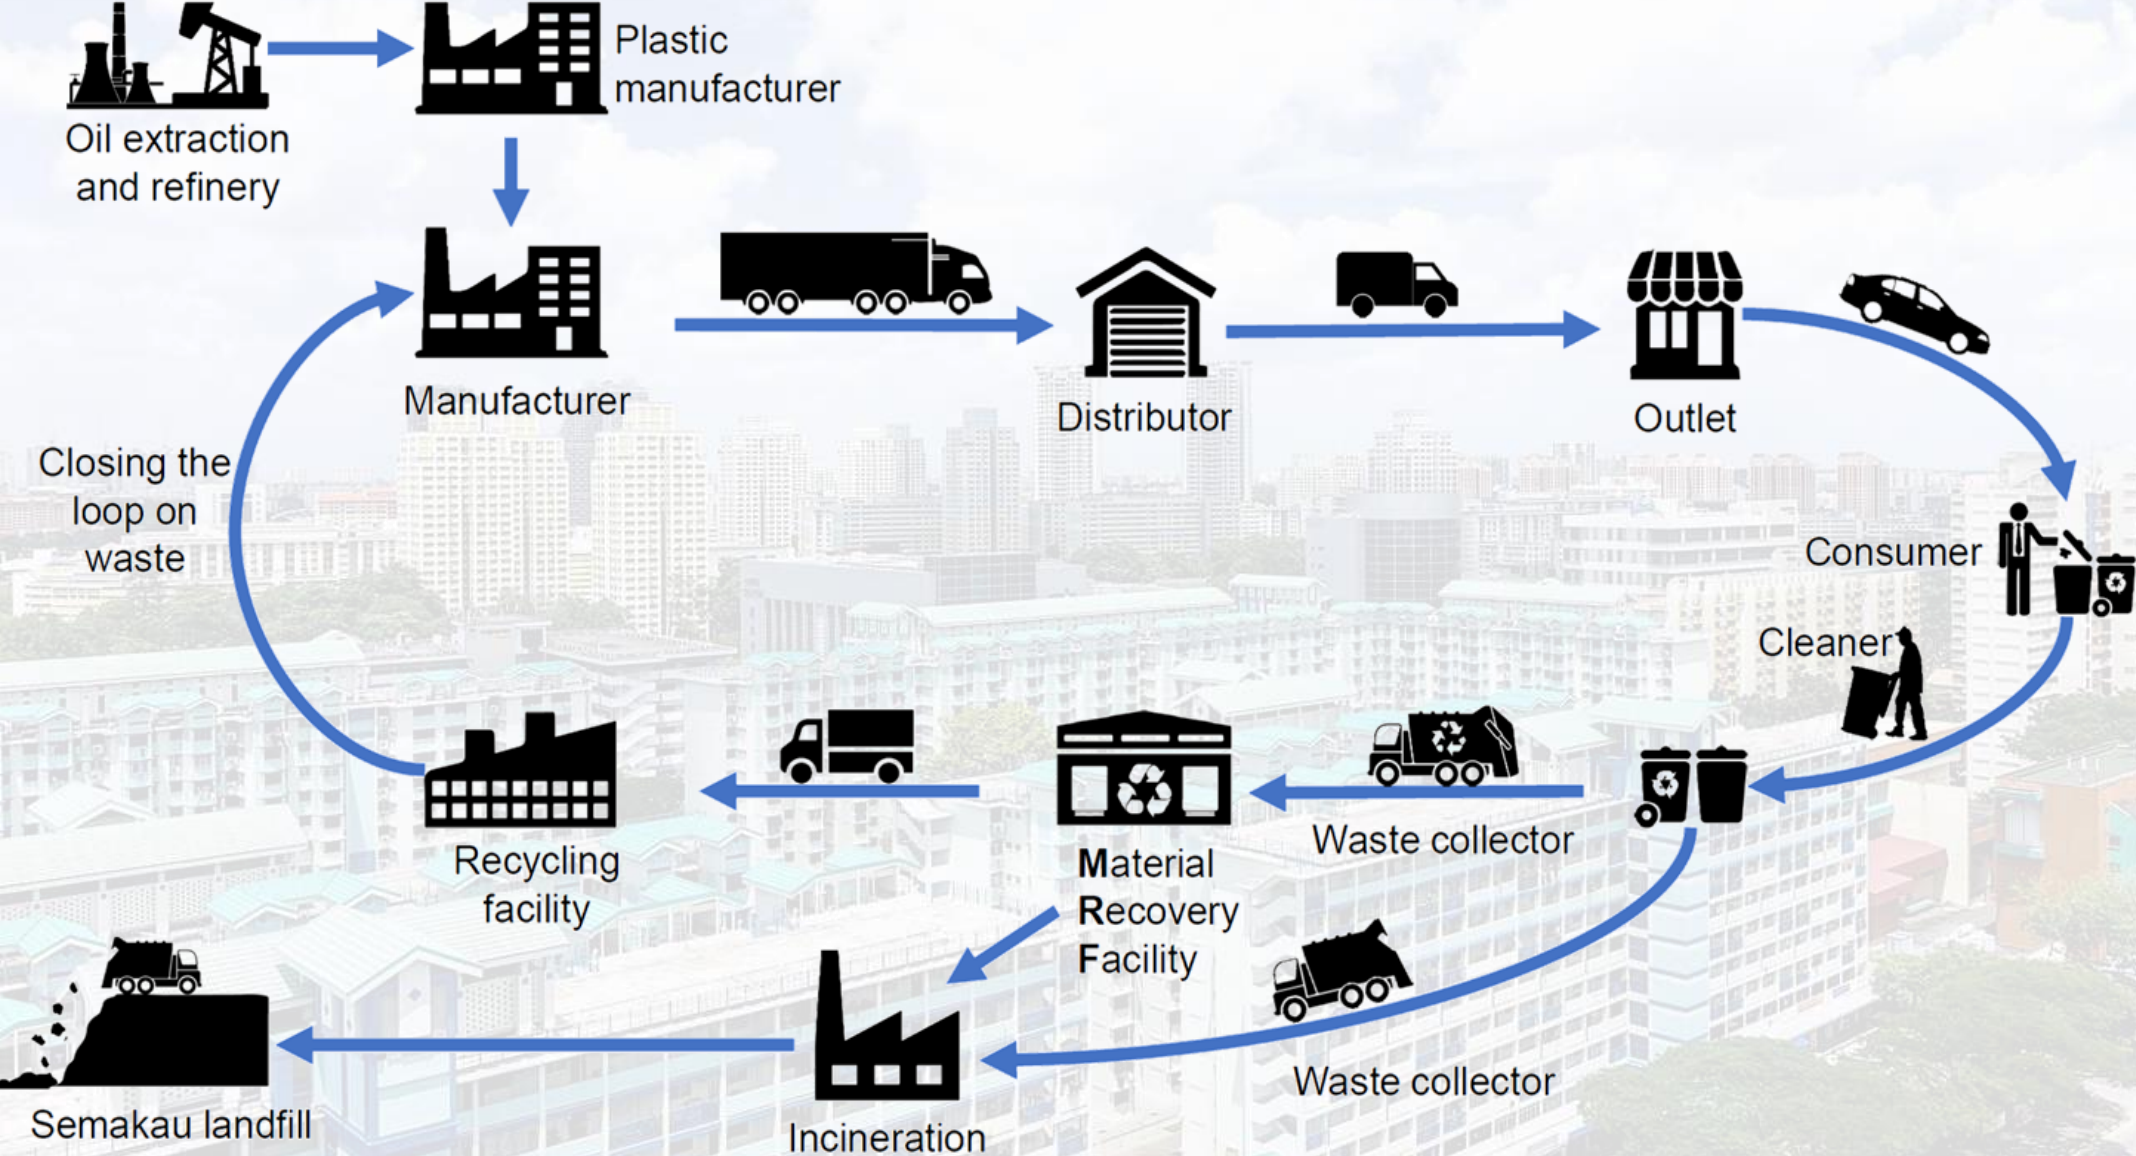 Plastic
manufacturer
Oil extraction
and refinery
Manufacturer
Distributor
Outlet
Closing the
loop on
waste
Consumer
Cleaner
Waste collector
Recycling
facility
Material
Recovery
Facility
Waste collector
Semakau landfill
Incineration